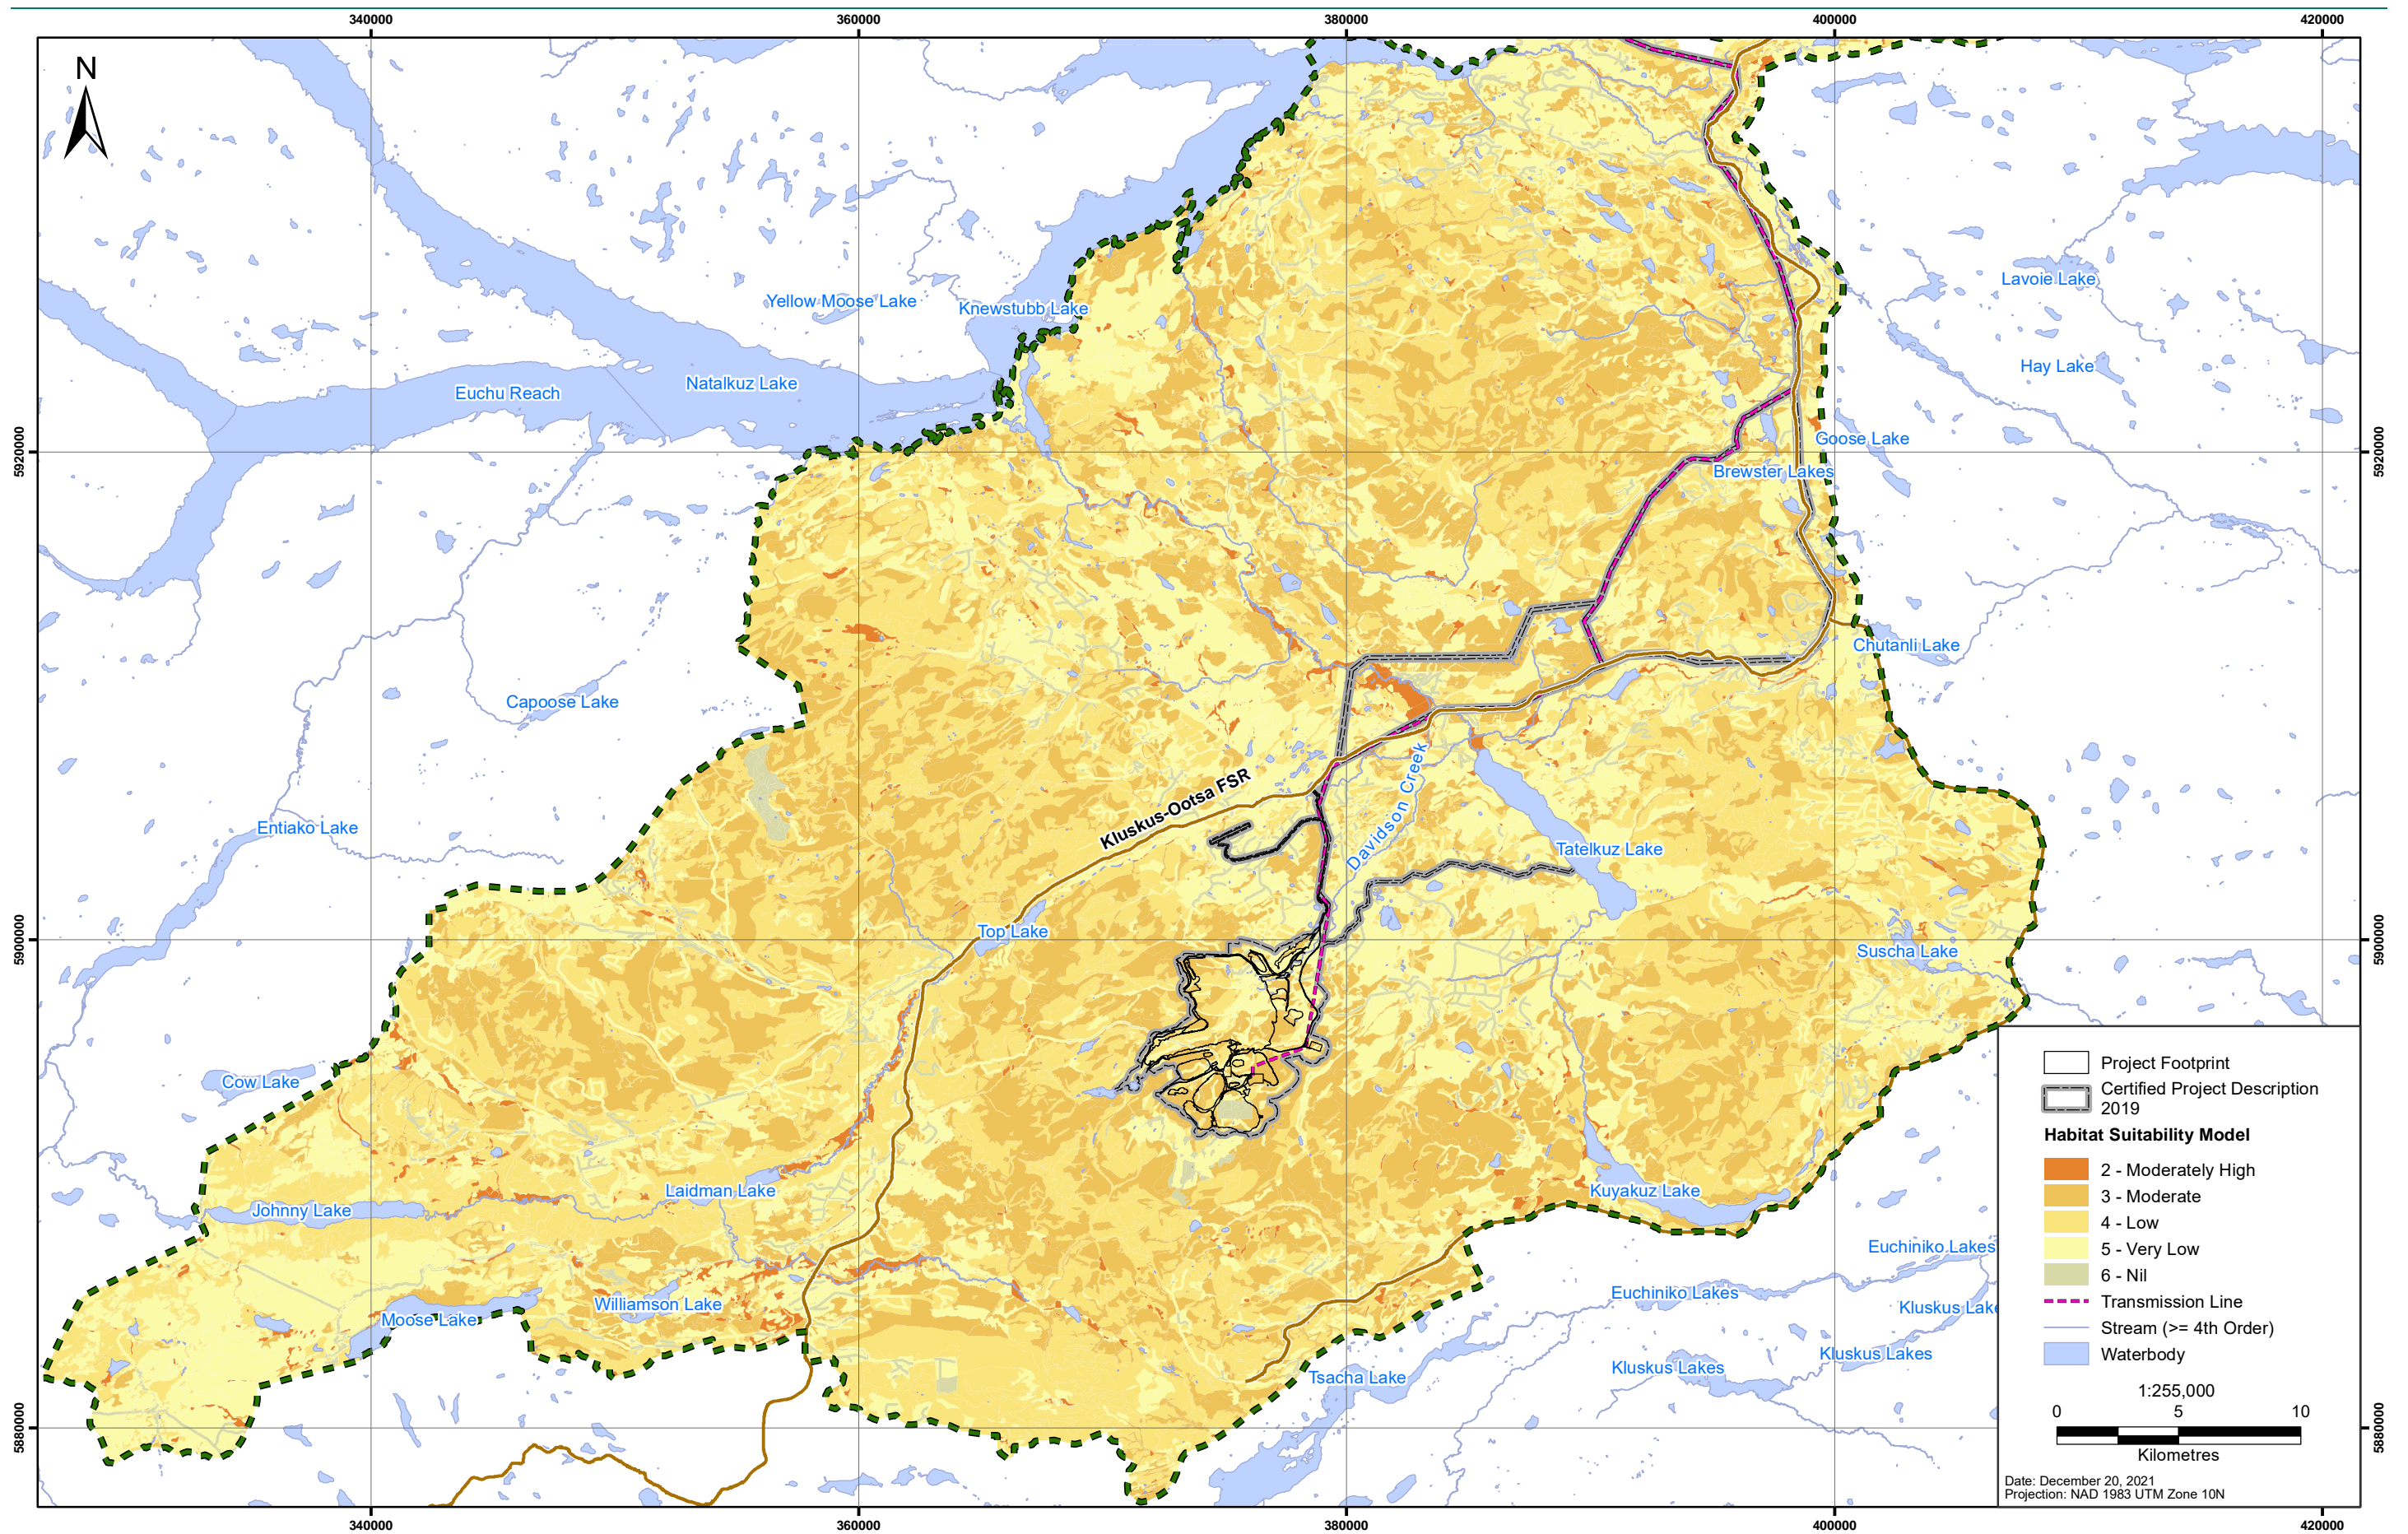 340000
360000
380000
400000
420000
N
Lavoie Lake
Yellow Moose Lake
Knewstubb Lake
Hay Lake
Natalkuz Lake
Euchu Reach
5920000
5920000
Goose Lake
Brewster Lakes
Chutanli Lake
Capoose Lake
Kluskus-Ootsa FSR
Davidson Creek
Entiako Lake
Tatelkuz Lake
Top Lake
5900000
5900000
Suscha Lake
Cow Lake
Laidman Lake
Kuyakuz Lake
Johnny Lake
Euchiniko Lakes
Euchiniko Lakes
Williamson Lake
Kluskus Lake
Moose Lake
Kluskus Lakes
Kluskus Lakes
Tsacha Lake
5880000
5880000
Project Footprint
Certified Project Description
2019
Habitat Suitability Model
2 - Moderately High
3 - Moderate
4 - Low
5 - Very Low
6 - Nil
Transmission Line
Stream (>= 4th Order)
Waterbody
1:255,000
0 5 10
Kilometres
Date: December 20, 2021
Projection: NAD 1983 UTM Zone 10N
340000
360000
380000
400000
420000